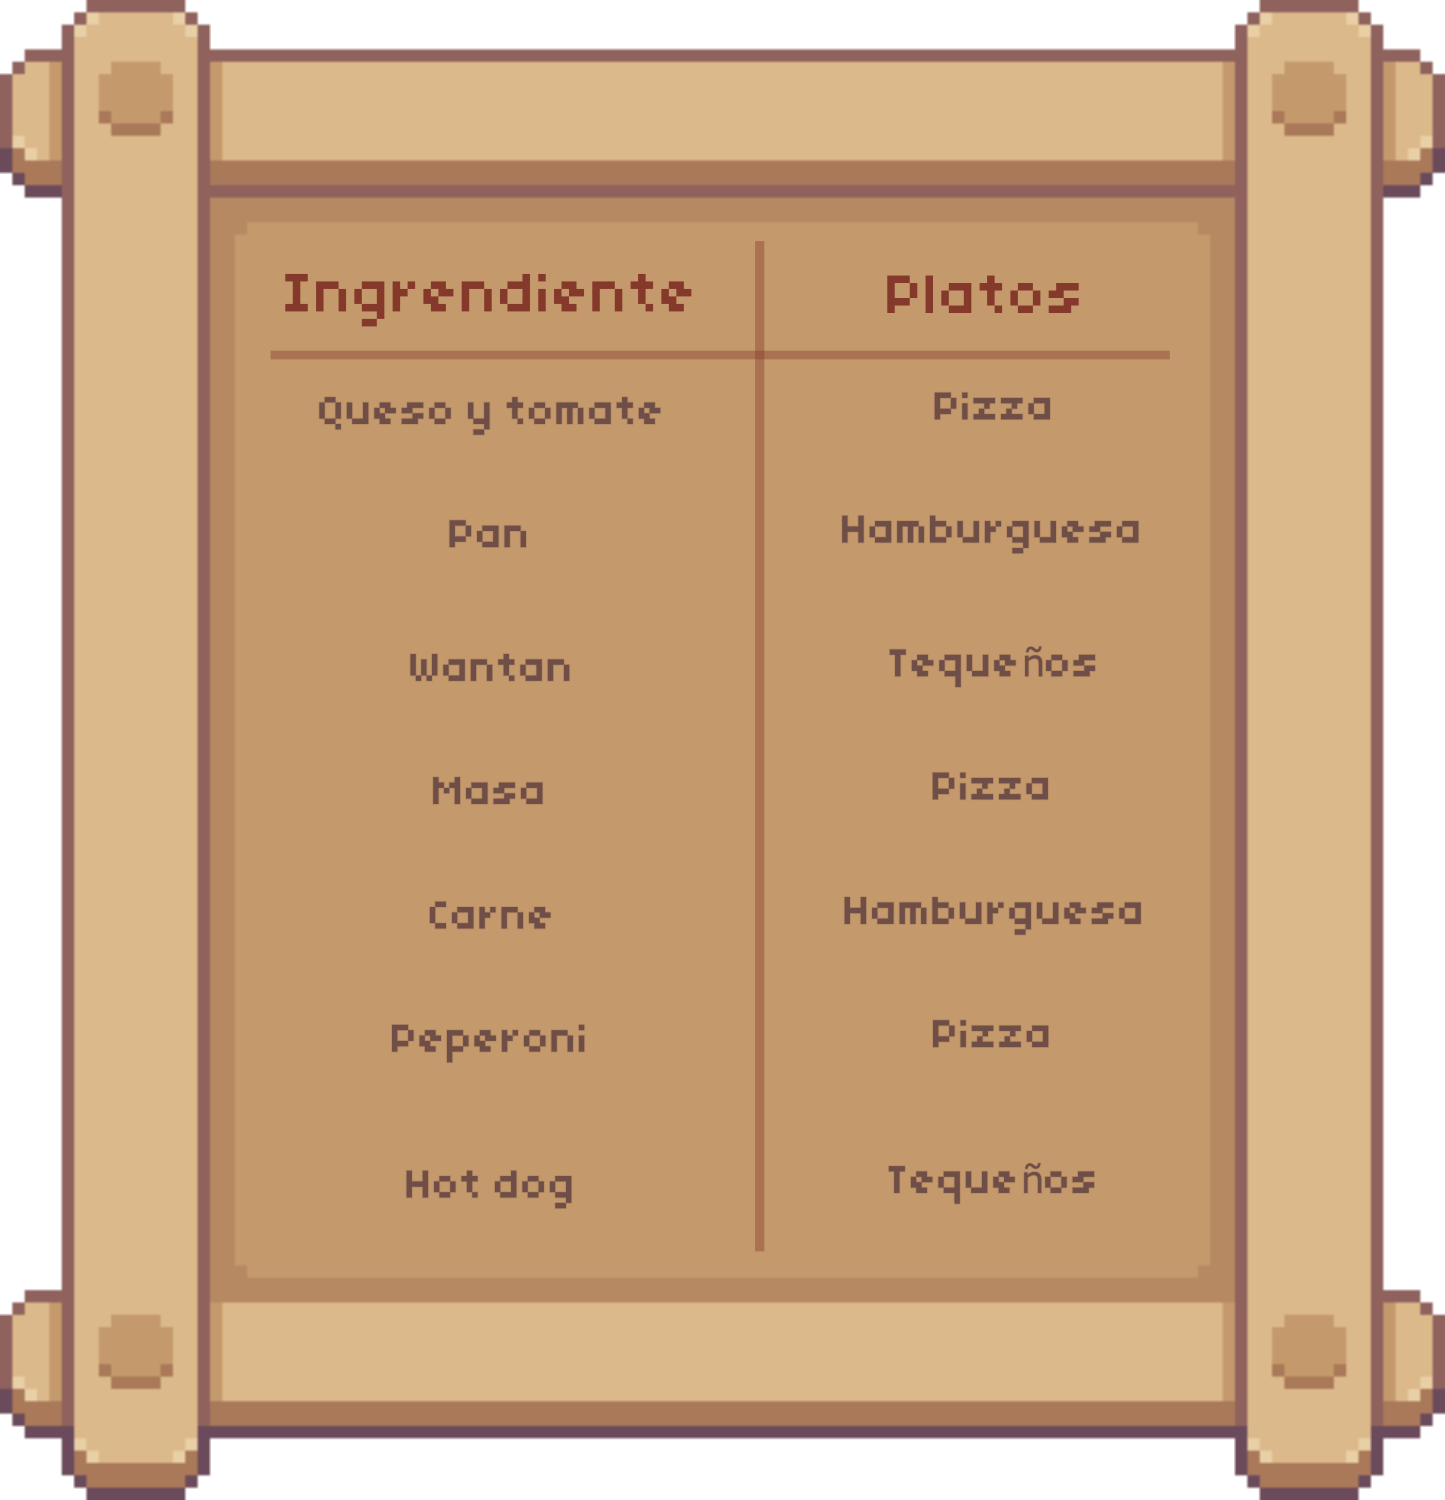 Ingrendiente Platos
Queso y tomate Pizza
Pan Hamburguesa
Wantan Tequeños
Masa Pizza
Carne Hamburguesa
Peperoni Pizza
Hot dog Tequeños